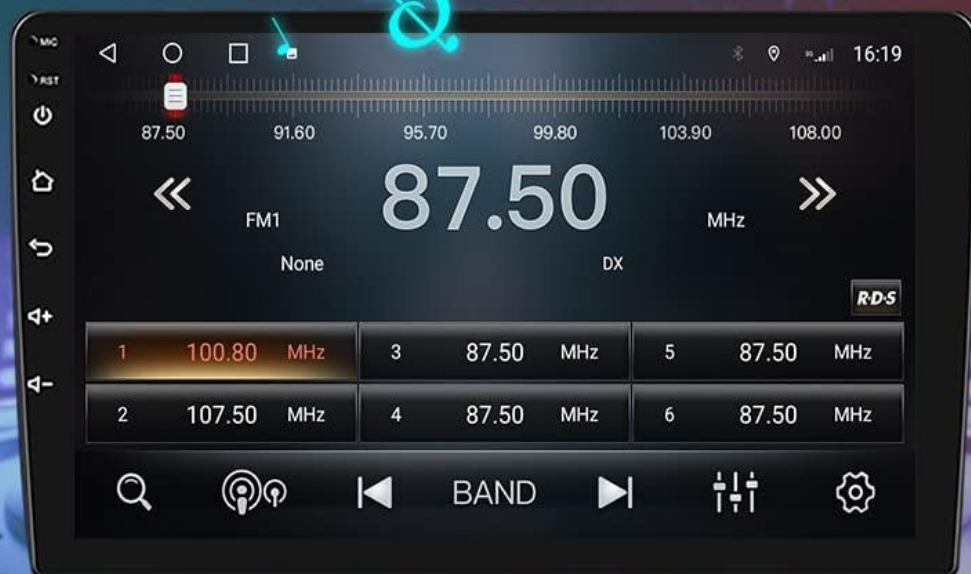 MIC
16:19
RST
87.50 91.60 95.70 99.80 103.90 108.00
87.50
FM1 MHz
None DX
R·D·S
1 100.80 MHz 3 87.50 MHz 5 87.50 MHz
2 107.50 MHz 4 87.50 MHz 6 87.50 MHz
BAND